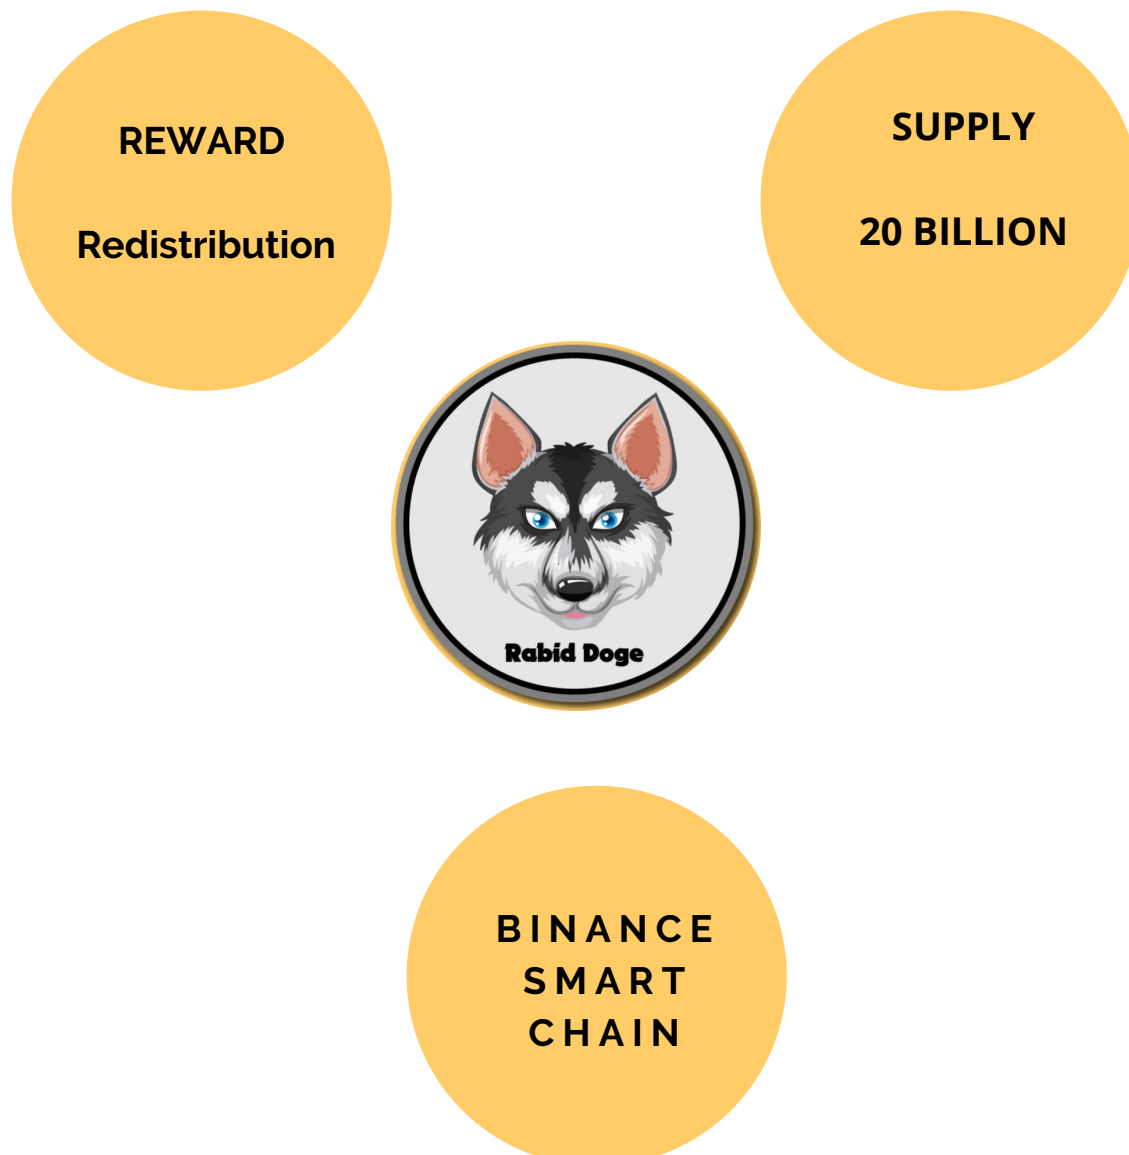 REWARD
Redistribution
SUPPLY
20 BILLION
Rabid Doge
BINANCE
SMART
CHAIN